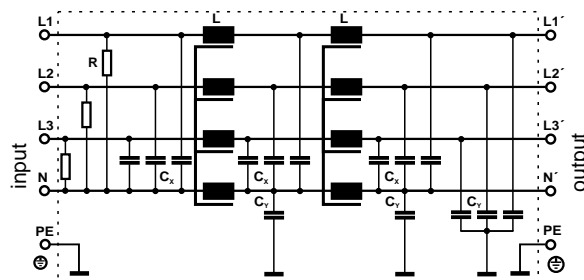 L1 L L L1´
R
L2 L2´
L3 L3´
input
output
N Cx Cx Cx N´
CY CY CY
PE PE